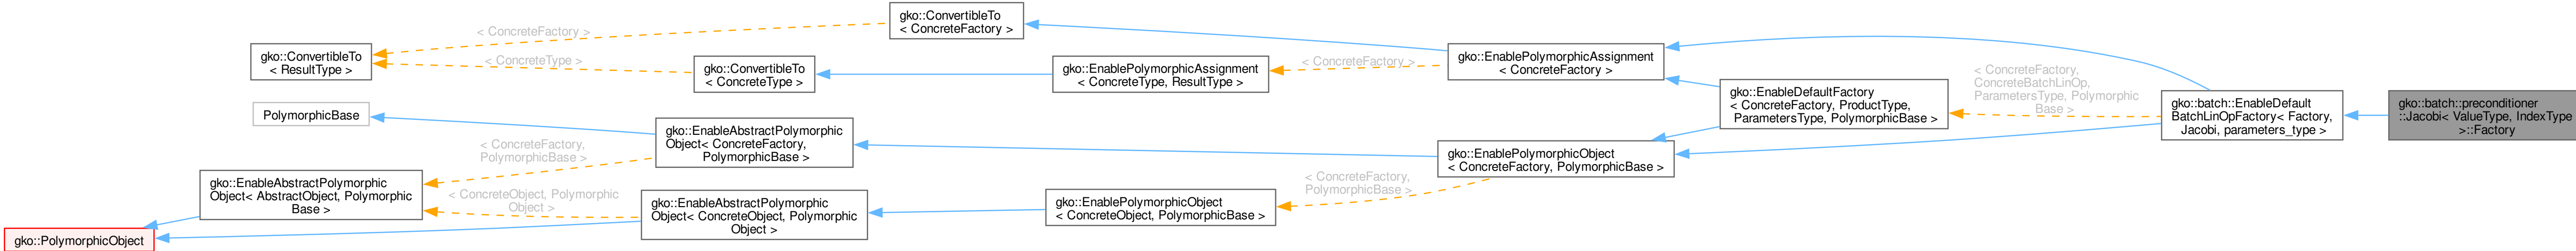 gko::ConvertibleTo
< ConcreteFactory >
< ConcreteFactory >
gko::ConvertibleTo
< ResultType >
< ConcreteType >
gko::ConvertibleTo
< ConcreteType >
gko::EnablePolymorphicAssignment
< ConcreteType, ResultType >
< ConcreteFactory >
gko::EnablePolymorphicAssignment
< ConcreteFactory >
gko::EnableDefaultFactory
< ConcreteFactory, ProductType,
ParametersType, PolymorphicBase >
< ConcreteFactory,
ConcreteBatchLinOp,
ParametersType, Polymorphic
Base >
gko::batch::EnableDefault
BatchLinOpFactory< Factory,
Jacobi, parameters_type >
gko::batch::preconditioner
::Jacobi< ValueType, IndexType
>::Factory
PolymorphicBase
gko::EnableAbstractPolymorphic
Object< ConcreteFactory,
PolymorphicBase >
< ConcreteFactory,
PolymorphicBase >
gko::EnablePolymorphicObject
< ConcreteFactory, PolymorphicBase >
gko::EnableAbstractPolymorphic
Object< AbstractObject, Polymorphic
Base >
< ConcreteObject, Polymorphic
Object >
gko::EnableAbstractPolymorphic
Object< ConcreteObject, Polymorphic
Object >
gko::EnablePolymorphicObject
< ConcreteObject, PolymorphicBase >
< ConcreteFactory,
PolymorphicBase >
gko::PolymorphicObject